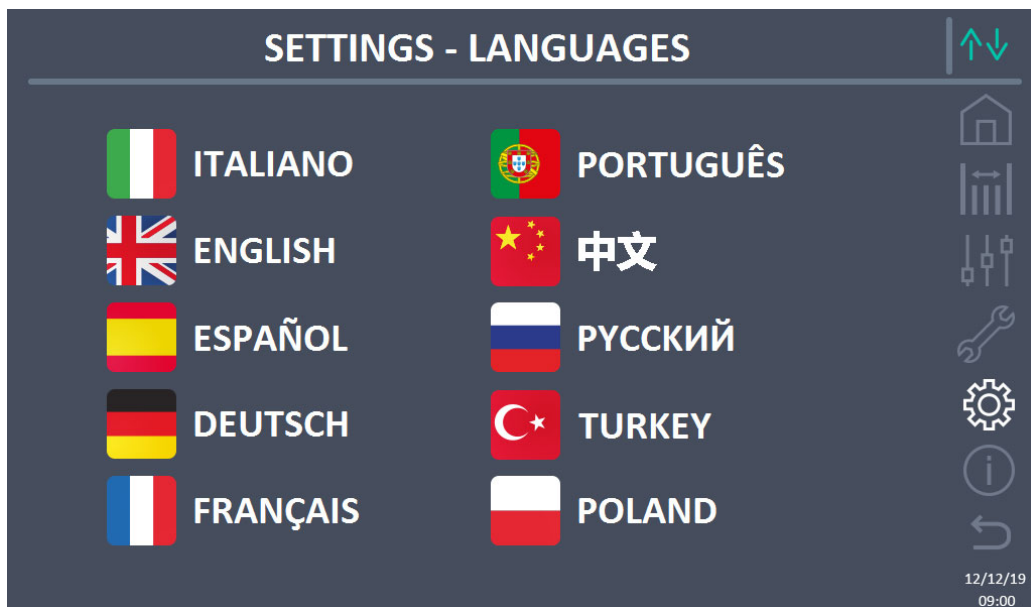 SETTINGS - LANGUAGES
ITALIANO
ENGLISH
ESPAÑOL
DEUTSCH
FRANÇAIS
PORTUGUÊS
中文
РУССКИЙ
TURKEY
POLAND
12/12/19
09:00